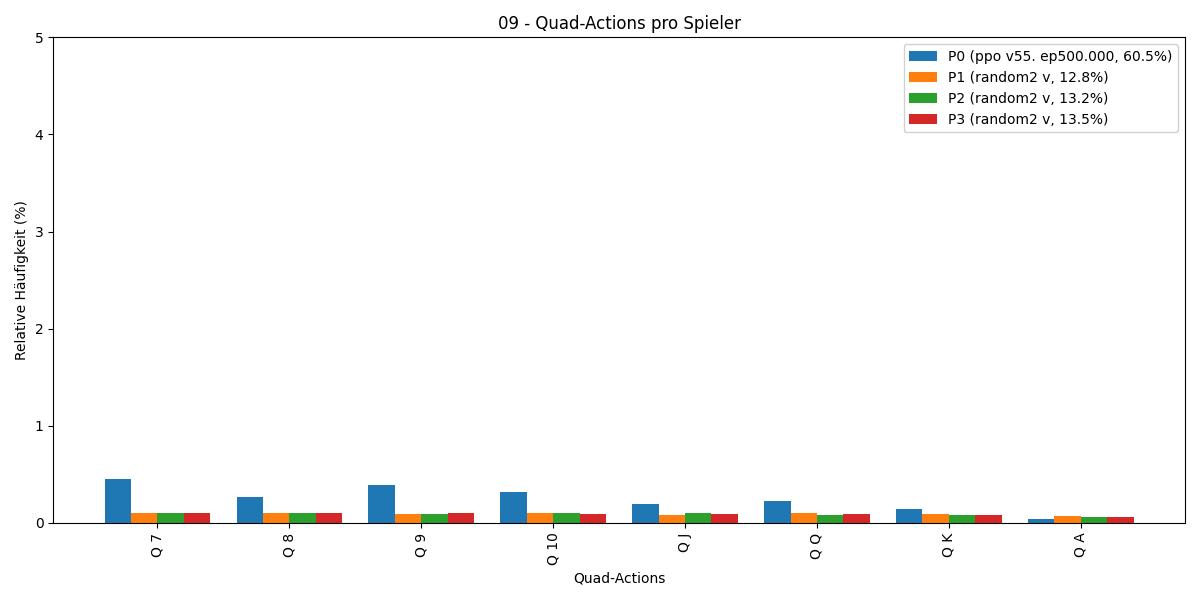 09 - Quad-Actions pro Spieler
5
4
3
2
1
0
Relative Häufigkeit (%)
P0 (ppo v55. ep500.000, 60.5%)
P1 (random2 v, 12.8%)
P2 (random2 v, 13.2%)
P3 (random2 v, 13.5%)
Q 7
Q 8
Q 9
Q 10
Q J
Q Q
Q K
Q A
Quad-Actions